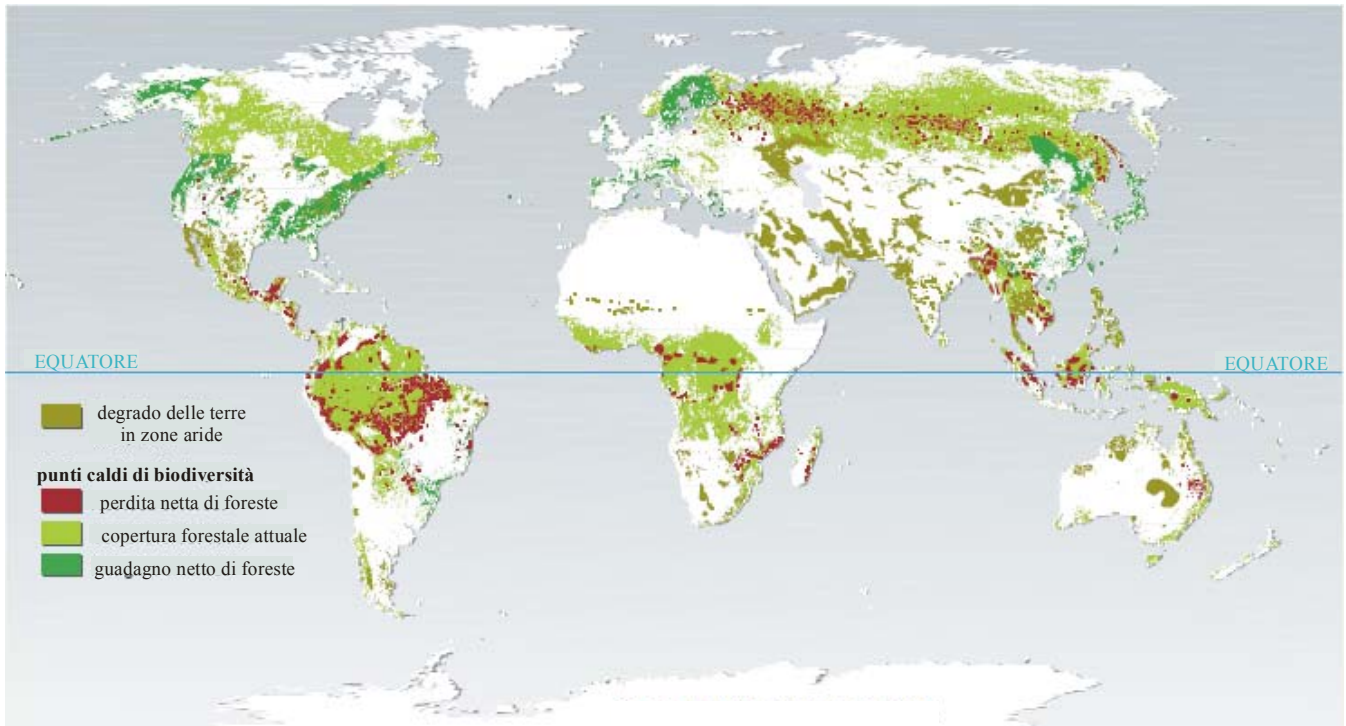 EQUATORE
EQUATORE
degrado delle terre
in zone aride
punti caldi di biodiversità
perdita netta di foreste
copertura forestale attuale
guadagno netto di foreste